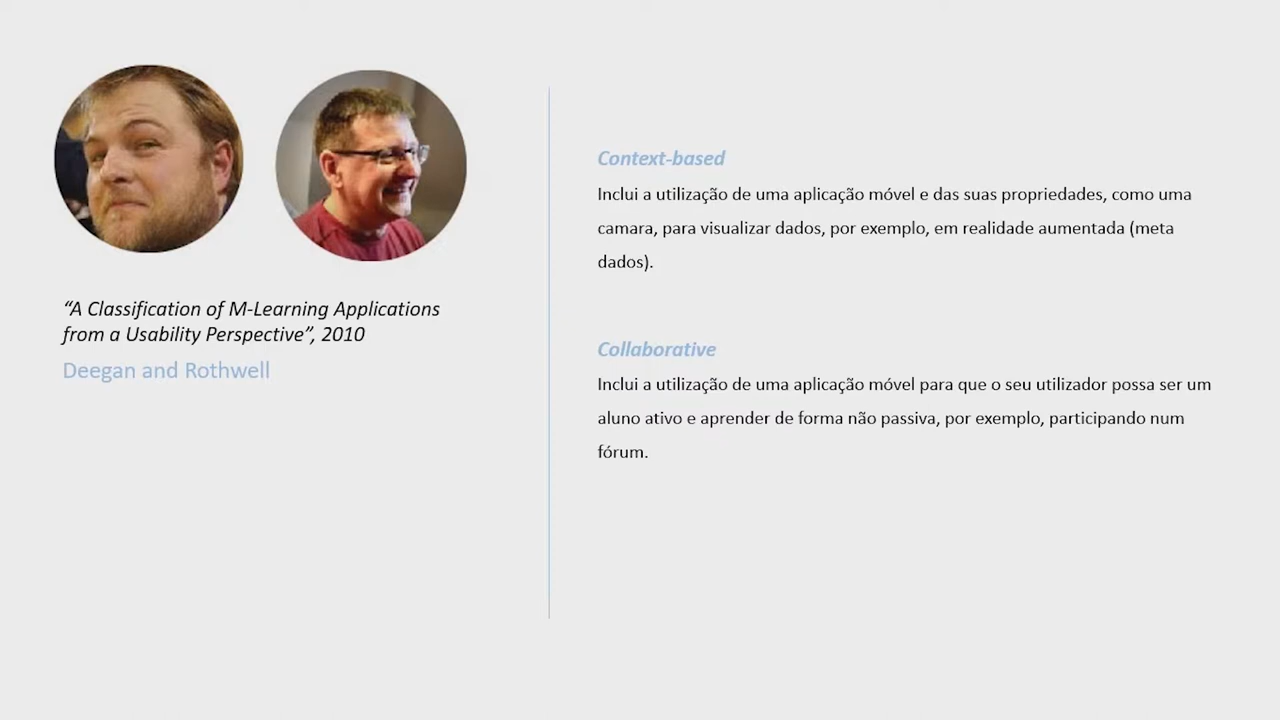 “A Classification of M-Learning Applications
from a Usability Perspective”, 2010
Deegan and Rothwell
Context-based
Inclui a utilização de uma aplicação móvel e das suas propriedades, como uma
camara, para visualizar dados, por exemplo, em realidade aumentada (meta
dados).
Collaborative
Inclui a utilização de uma aplicação móvel para que o seu utilizador possa ser um
aluno ativo e aprender de forma não passiva, por exemplo, participando num
fórum.